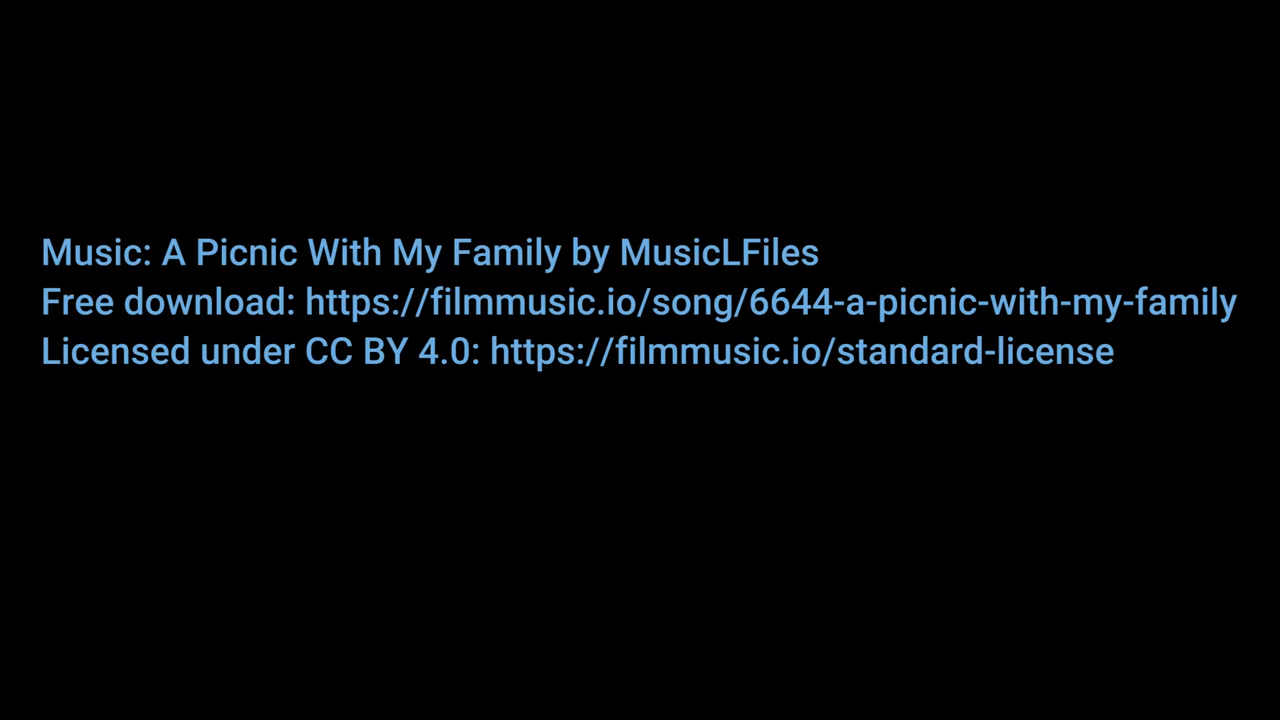 Music: A Picnic With My Family by MusicLFiles
Free download: https://filmmusic.io/song/6644-a-picnic-with-my-family
Licensed under CC BY 4.0: https://filmmusic.io/standard-license